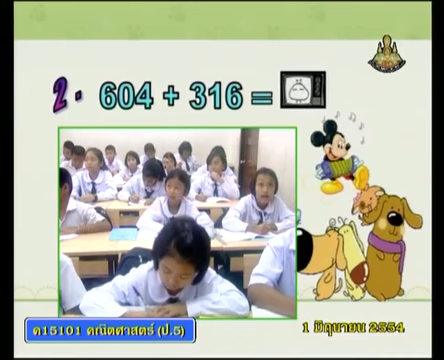 2. 604 + 316 =
ค15101 คณิตศาสตร์ (ป.5)
1 มิถุนายน 2554